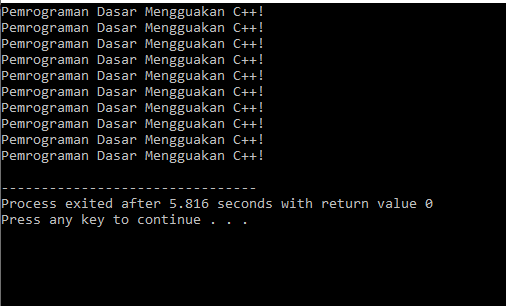 Pemrograman Dasar Mengguakan C++!
Pemrograman Dasar Mengguakan C++!
Pemrograman Dasar Mengguakan C++!
Pemrograman Dasar Mengguakan C++!
Pemrograman Dasar Mengguakan C++!
Pemrograman Dasar Mengguakan C++!
Pemrograman Dasar Mengguakan C++!
Pemrograman Dasar Mengguakan C++!
Pemrograman Dasar Mengguakan C++!
Pemrograman Dasar Mengguakan C++!
--------------------------------
Process exited after 5.816 seconds with return value 0
Press any key to continue . . .